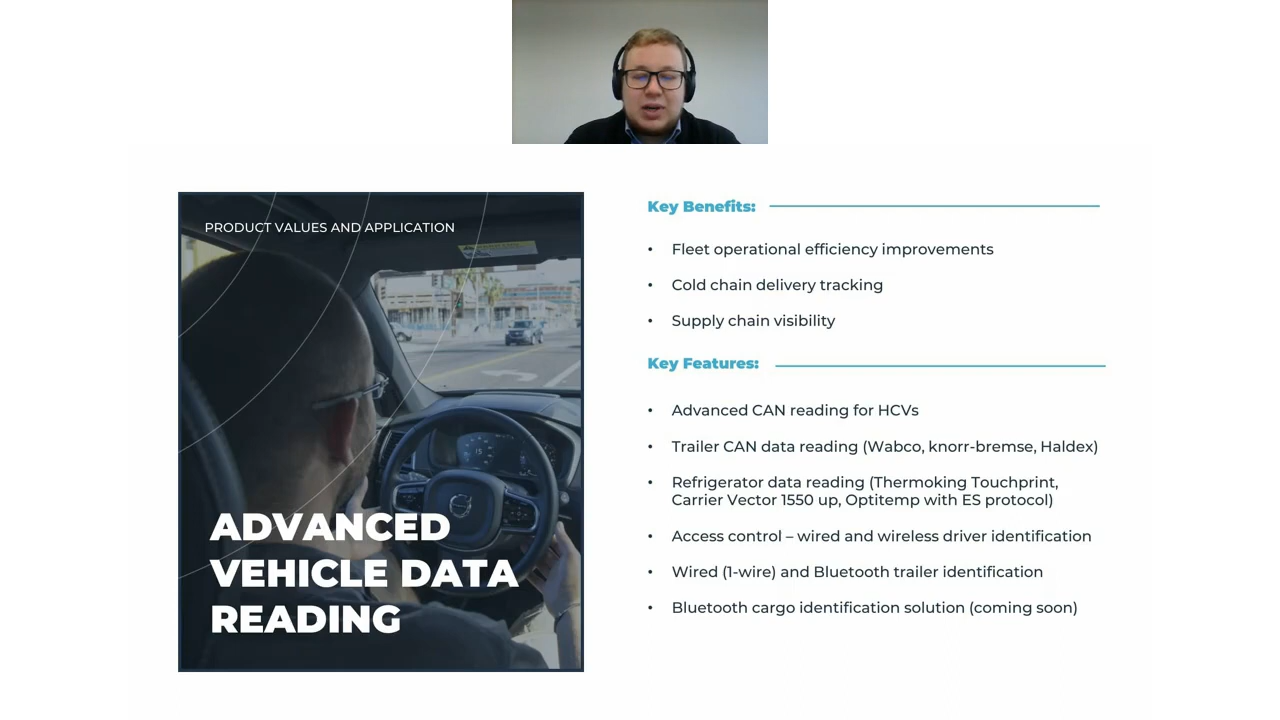 PRODUCT VALUES AND APPLICATION
ADVANCED
VEHICLE DATA
READING
Key Benefits:
• Fleet operational efficiency improvements
• Cold chain delivery tracking
• Supply chain visibility
Key Features:
• Advanced CAN reading for HCVs
• Trailer CAN data reading (Wabco, knorr-bremse, Haldex)
• Refrigerator data reading (Thermoking Touchprint,
Carrier Vector 1550 up, Optitemp with ES protocol)
• Access control – wired and wireless driver identification
• Wired (1-wire) and Bluetooth trailer identification
• Bluetooth cargo identification solution (coming soon)